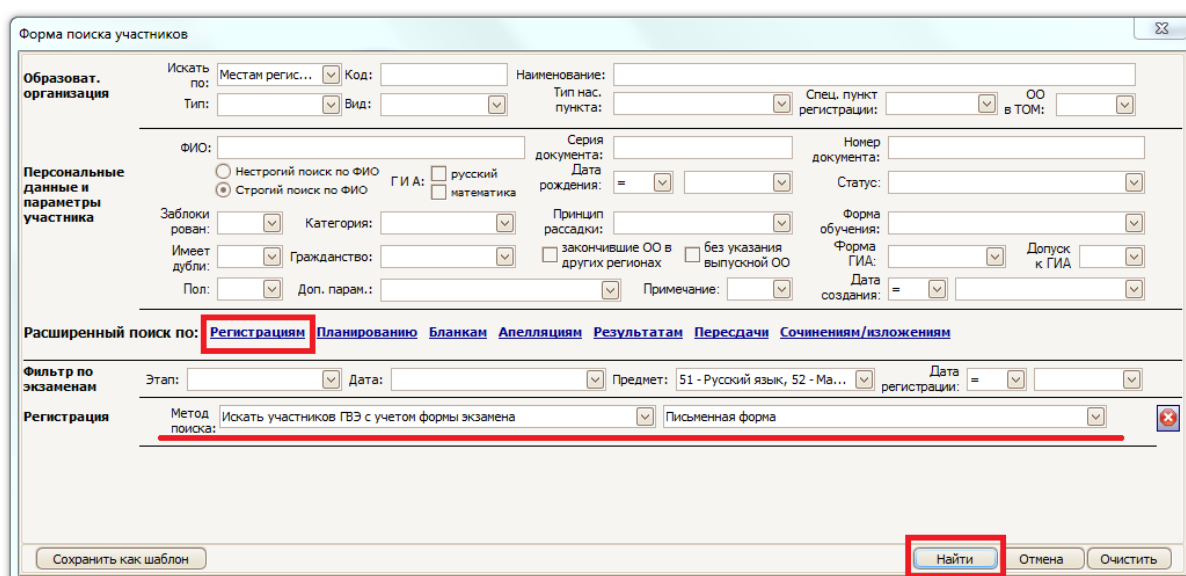 Форма поиска участников
Образоват. организация
Искать по: Местам регис... Код: Наименование:
Тип: Вид: Тип нас. пункта: Спец. пункт регистрации: ОО в ТОМ:
Персональные данные и параметры участника
ФИО: Серия документа: Номер документа:
Нестрогий поиск по ФИО
Строгий поиск по ФИО
Г И А: русский
математика
Дата рождения: = Статус:
Заблокирован: Категория: Принцип рассадки: Форма обучения:
Имеет дубли: Гражданство: закончившие ОО в других регионах без указания выпускной ОО Форма ГИА: Допуск к ГИА
Пол: Доп. парам.: Примечание: Дата создания: =
Расширенный поиск по: Регистрациям Планированию Бланкам Апелляциям Результатам Пересдачи Сочинениям/изложениям
Фильтр по экзаменам
Этап: Дата: Предмет: 51 - Русский язык, 52 - Ма... Дата регистрации: =
Регистрация
Метод поиска: Искать участников ГВЭ с учетом формы экзамена Письменная форма
Сохранить как шаблон Найти Отмена Очистить